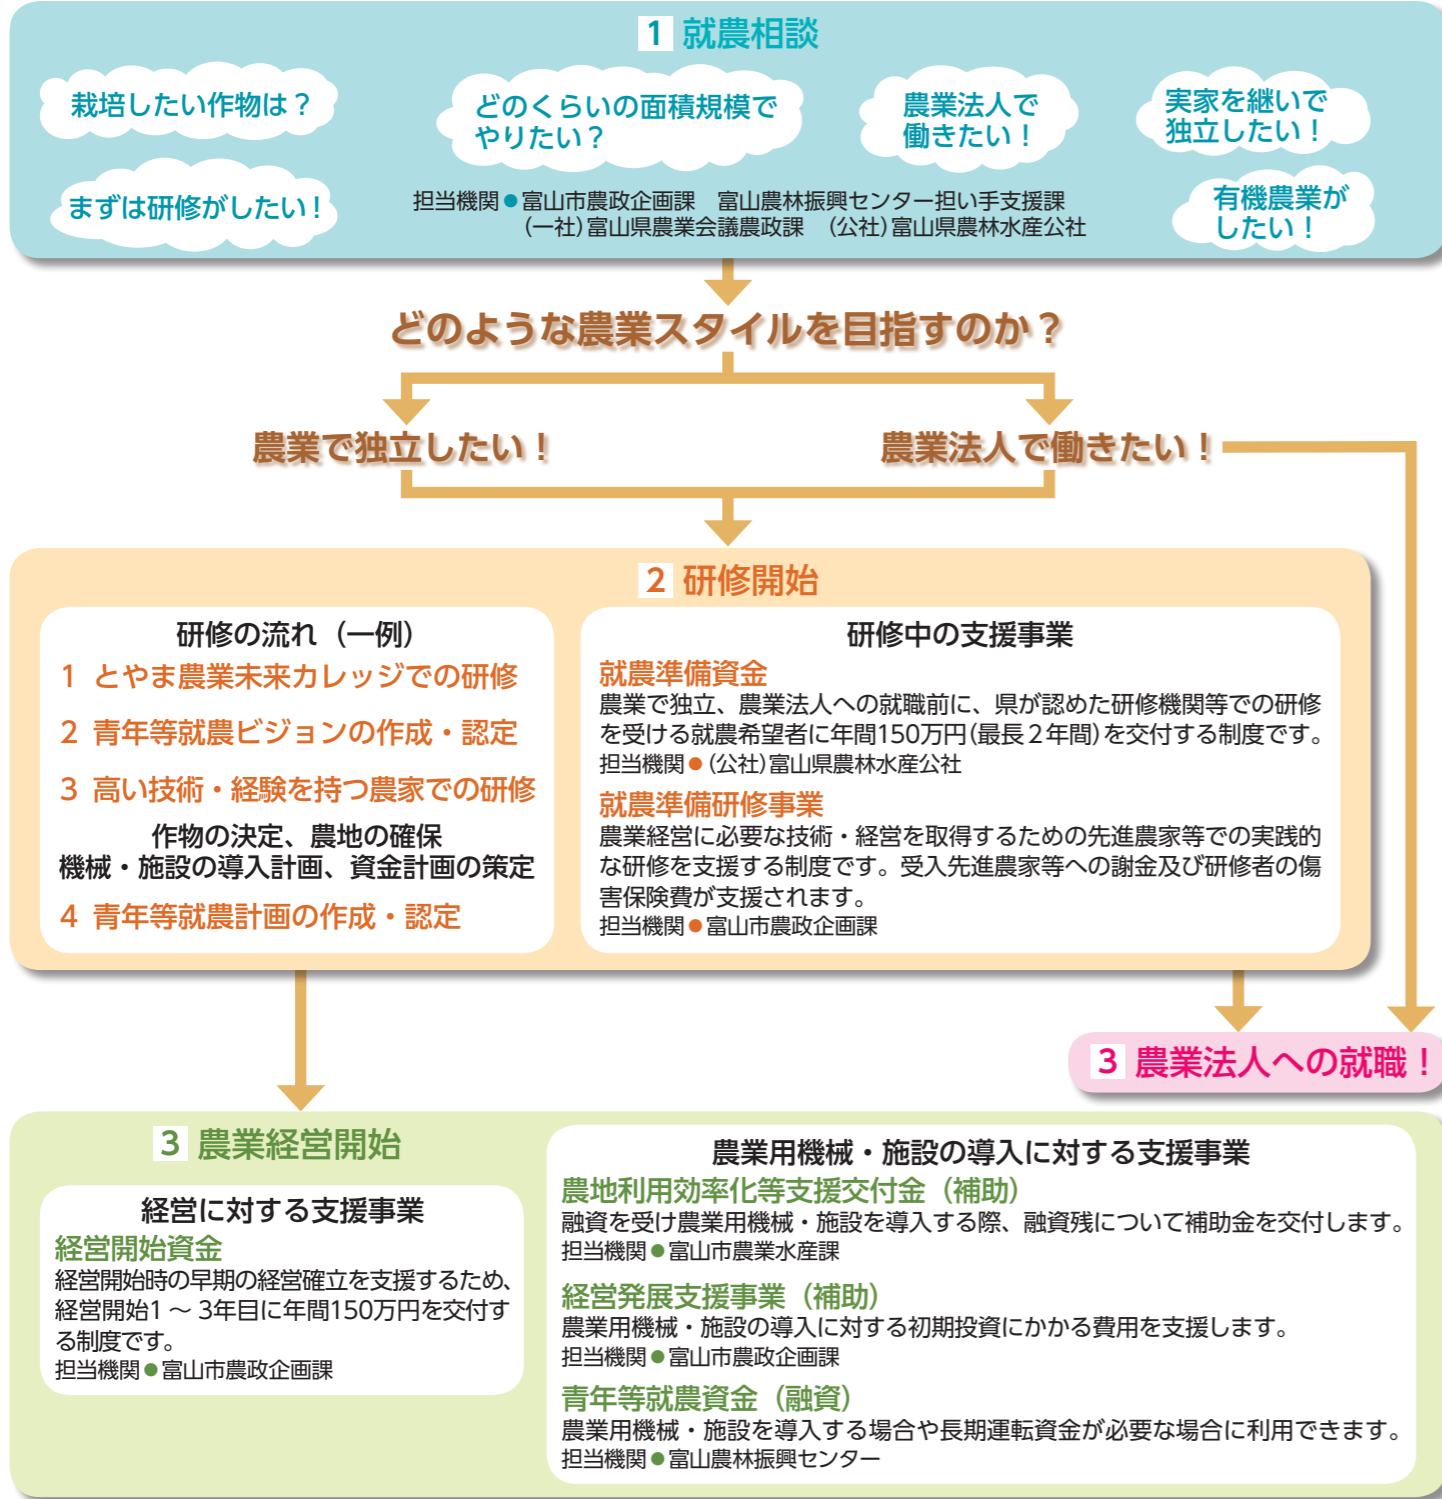 1 就農相談
栽培したい作物は？
どのくらいの面積規模で
やりたい？
農業法人で
働きたい！
実家を継いで
独立したい！
まずは研修がしたい！
担当機関●富山市農政企画課　富山農林振興センター担い手支援課
(一社)富山県農業会議農政課　(公社)富山県農林水産公社
有機農業が
したい！
どのような農業スタイルを目指すのか？
農業で独立したい！
農業法人で働きたい！
2 研修開始
研修の流れ（一例）
1 とやま農業未来カレッジでの研修
2 青年等就農ビジョンの作成・認定
3 高い技術・経験を持つ農家での研修
作物の決定、農地の確保
機械・施設の導入計画、資金計画の策定
4 青年等就農計画の作成・認定
研修中の支援事業
就農準備資金
農業で独立、農業法人への就職前に、県が認めた研修機関等での研修
を受ける就農希望者に年間150万円(最長２年間)を交付する制度です。
担当機関●(公社)富山県農林水産公社
就農準備研修事業
農業経営に必要な技術・経営を取得するための先進農家等での実践的
な研修を支援する制度です。受入先進農家等への謝金及び研修者の傷
害保険費が支援されます。
担当機関●富山市農政企画課
3 農業法人への就職！
3 農業経営開始
経営に対する支援事業
経営開始資金
経営開始時の早期の経営確立を支援するため、
経営開始1 〜 3年目に年間150万円を交付す
る制度です。
担当機関●富山市農政企画課
農業用機械・施設の導入に対する支援事業
農地利用効率化等支援交付金（補助）
融資を受け農業用機械・施設を導入する際、融資残について補助金を交付します。
担当機関●富山市農業水産課
経営発展支援事業（補助）
農業用機械・施設の導入に対する初期投資にかかる費用を支援します。
担当機関●富山市農政企画課
青年等就農資金（融資）
農業用機械・施設を導入する場合や長期運転資金が必要な場合に利用できます。
担当機関●富山農林振興センター